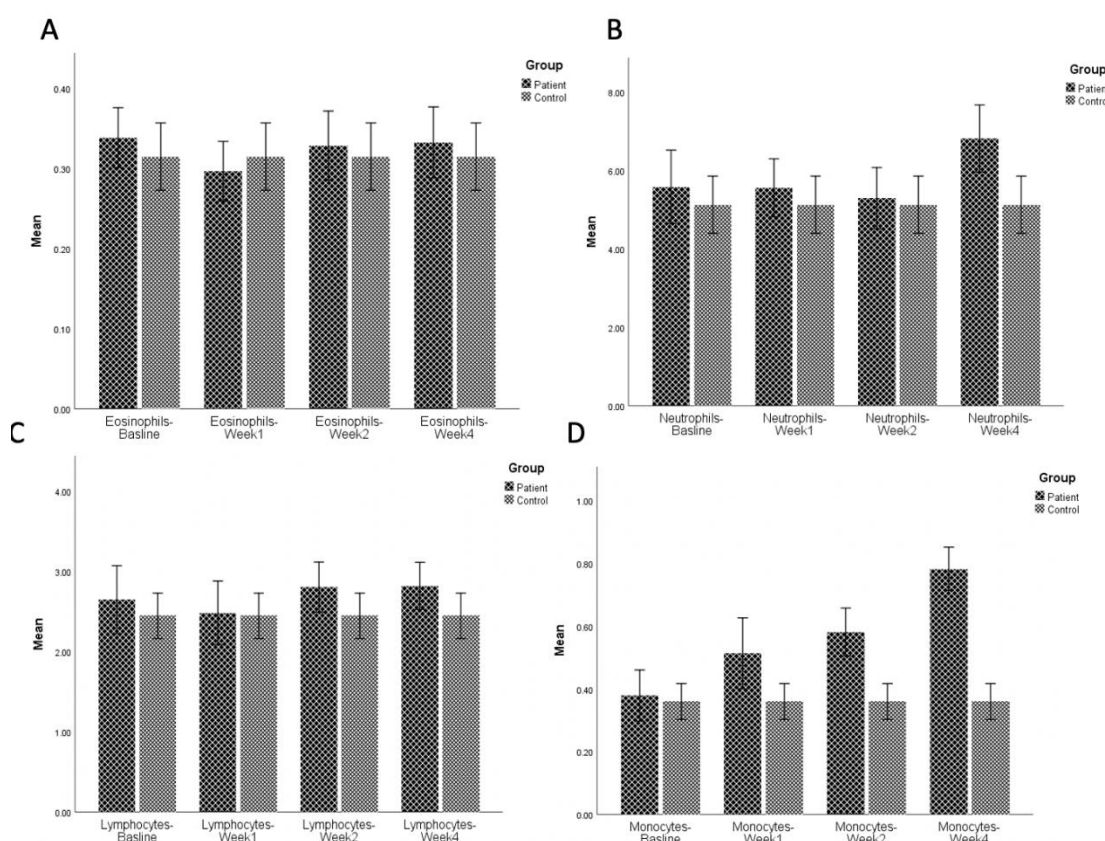 A
Group
Patient
Control
0.40
0.30
0.20
0.10
0.00
Mean
Eosinophils-
Basline
Eosinophils-
Week1
Eosinophils-
Week2
Eosinophils-
Week4
B
Group
Patient
Control
8.00
6.00
4.00
2.00
0.00
Mean
Neutrophils-
Basline
Neutrophils-
Week1
Neutrophils-
Week2
Neutrophils-
Week4
C
Group
Patient
Control
4.00
3.00
2.00
1.00
0.00
Mean
Lymphocytes-
Basline
Lymphocytes-
Week1
Lymphocytes-
Week2
Lymphocytes-
Week4
D
Group
Patient
Control
1.00
0.80
0.60
0.40
0.20
0.00
Mean
Monocytes-
Basline
Monocytes-
Week1
Monocytes-
Week2
Monocytes-
Week4